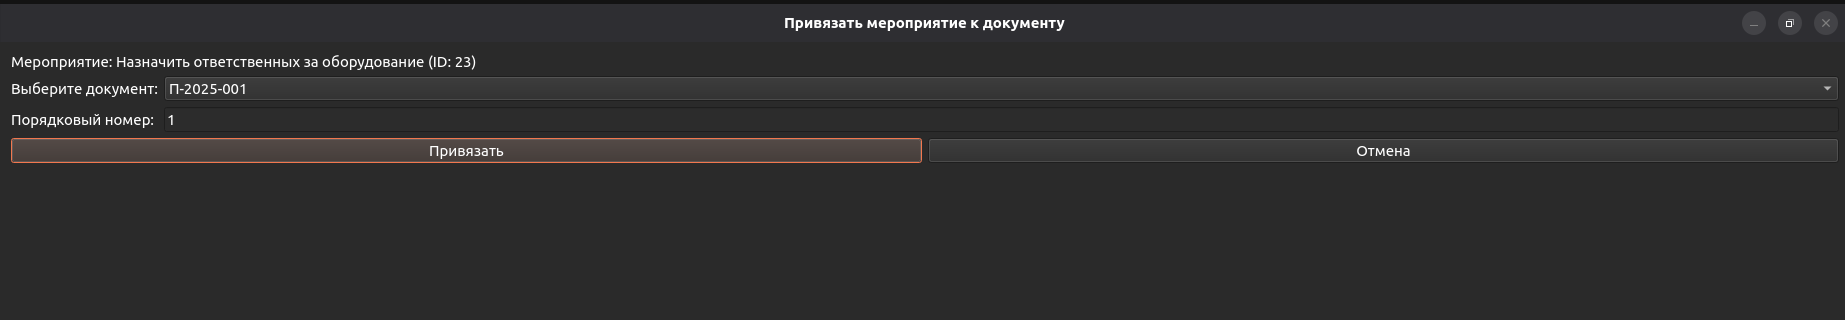 Привязать мероприятие к документу
Мероприятие: Назначить ответственных за оборудование (ID: 23)
Выберите документ: П-2025-001
Порядковый номер: 1
Привязать Отмена